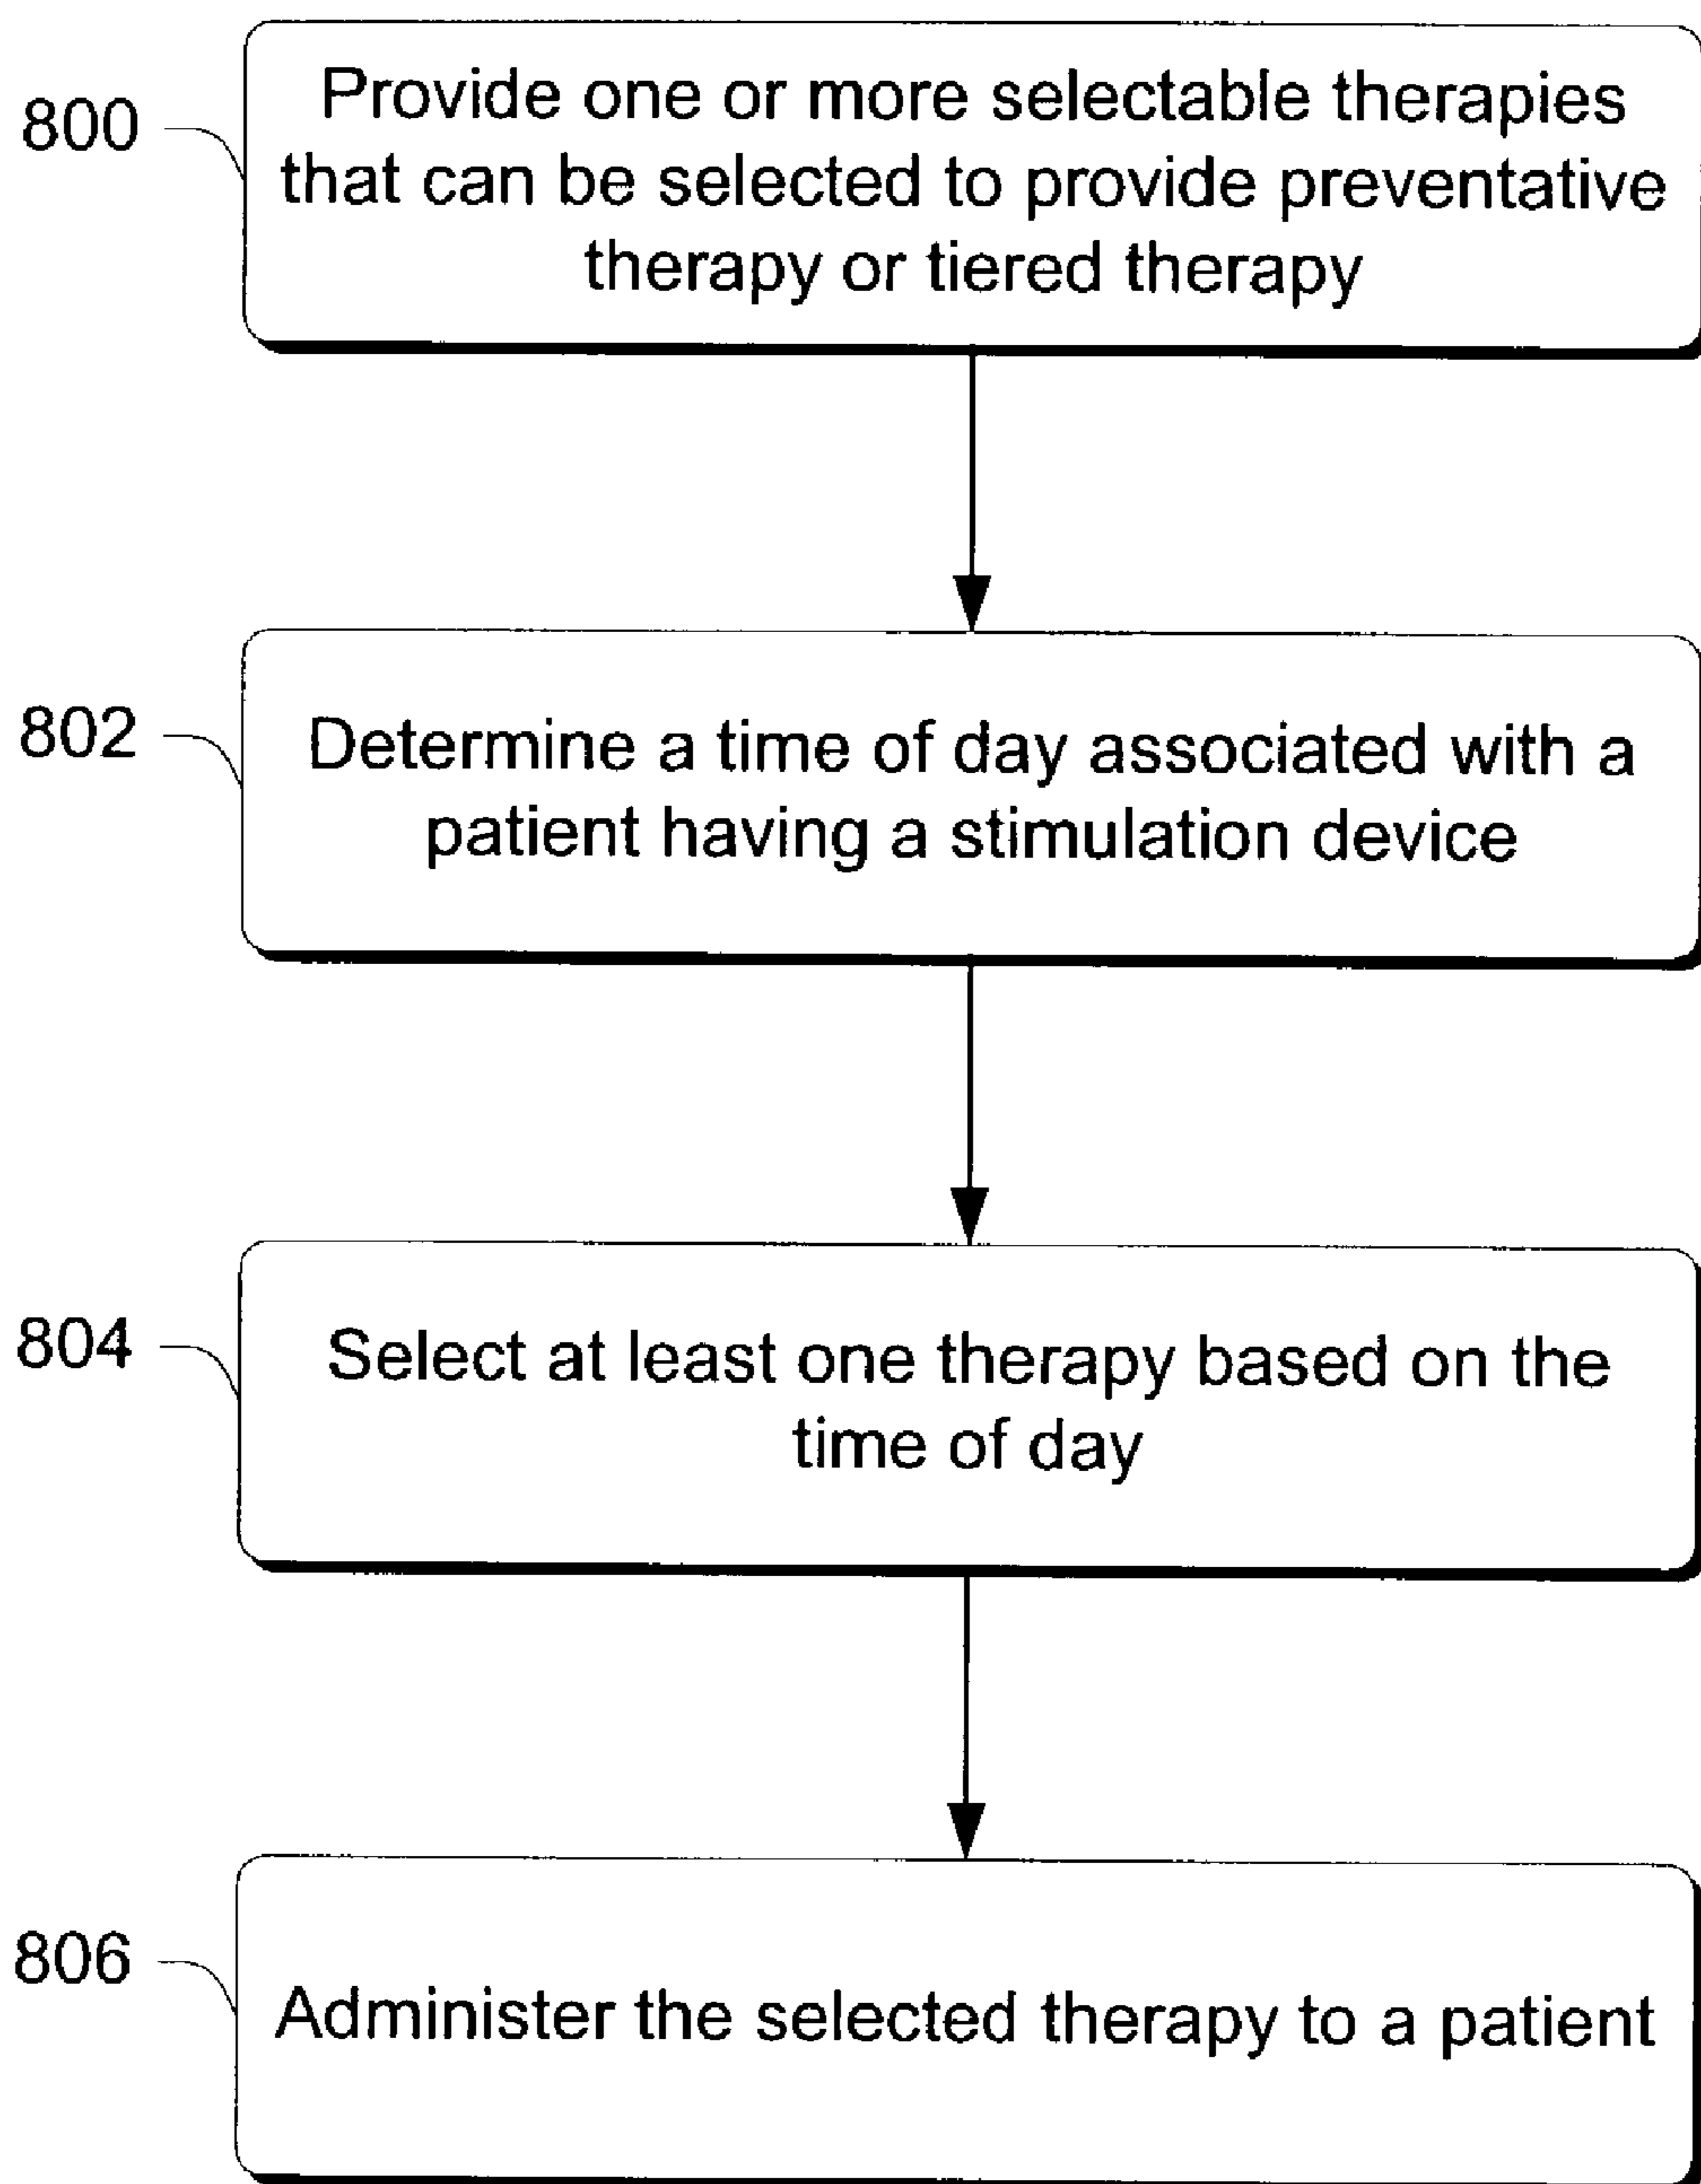 800
Provide one or more selectable therapies
that can be selected to provide preventative
therapy or tiered therapy
802
Determine a time of day associated with a
patient having a stimulation device
804
Select at least one therapy based on the
time of day
806
Administer the selected therapy to a patient